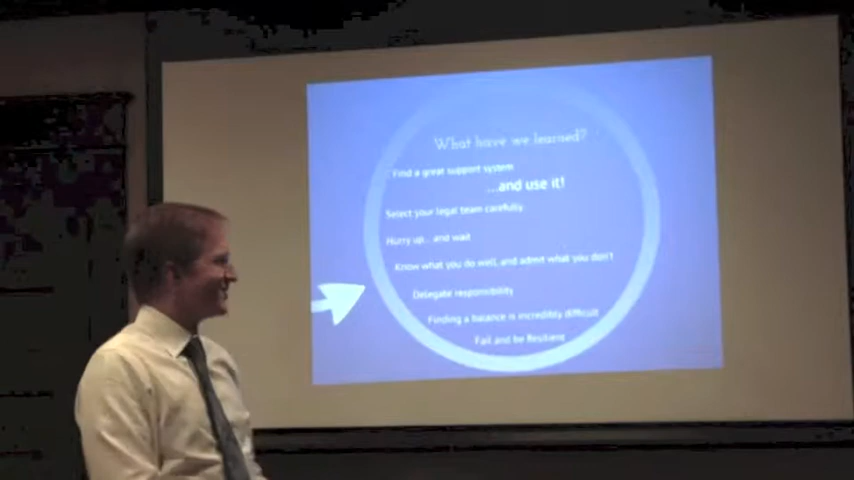 What have we learned?
Find a great support system
...and use it!
Select your legal team carefully
Hurry up... and wait
Know what you do well, and admit what you don't
Delegate responsibility
Finding a balance is incredibly difficult
Fail and be Resilient